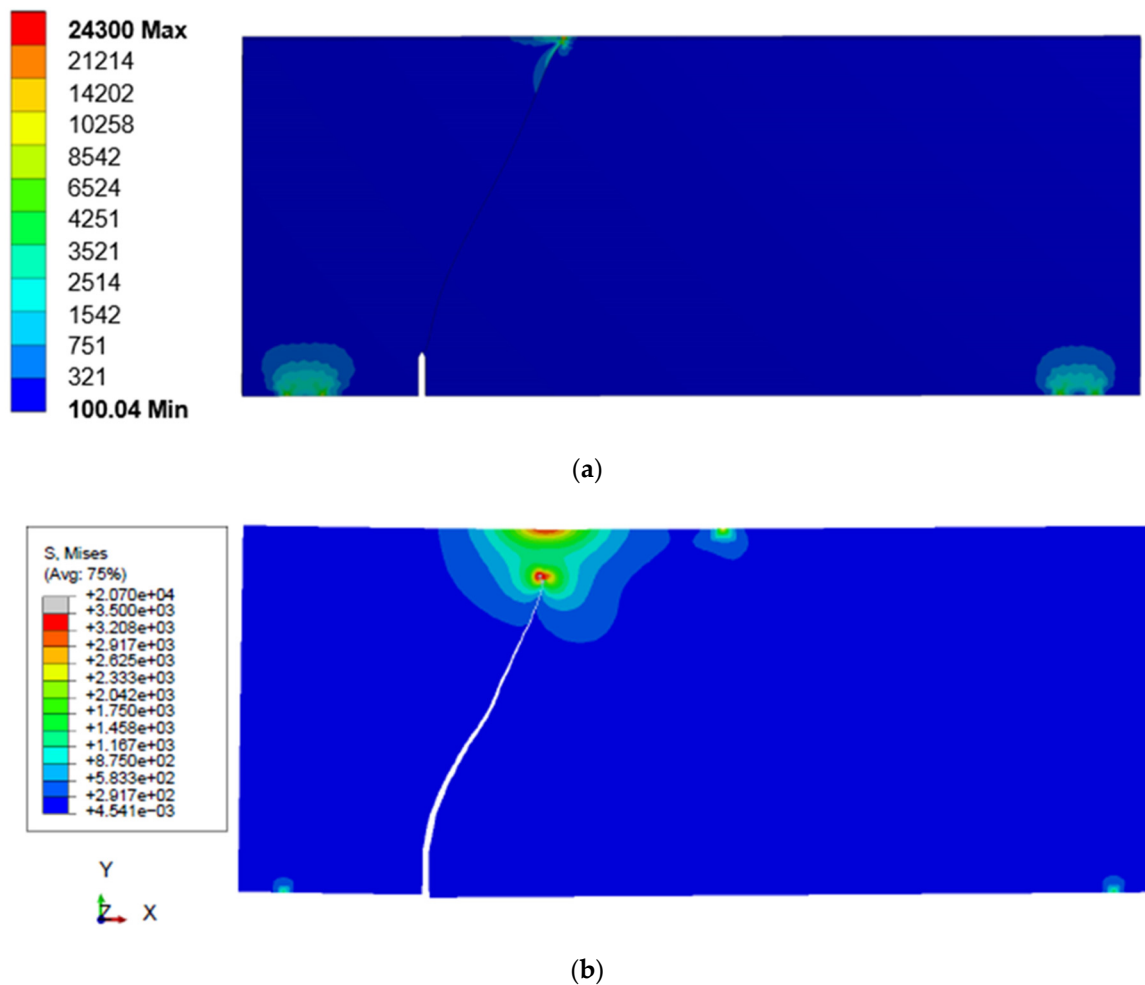 24300 Max
21214
14202
10258
8542
6524
4251
3521
2514
1542
751
321
100.04 Min
(a)
S, Mises
(Avg: 75%)
+2.070e+04
+3.500e+03
+3.208e+03
+2.917e+03
+2.625e+03
+2.333e+03
+2.042e+03
+1.750e+03
+1.458e+03
+1.167e+03
+8.750e+02
+5.833e+02
+2.917e+02
+4.541e−03
Y
Z X
(b)